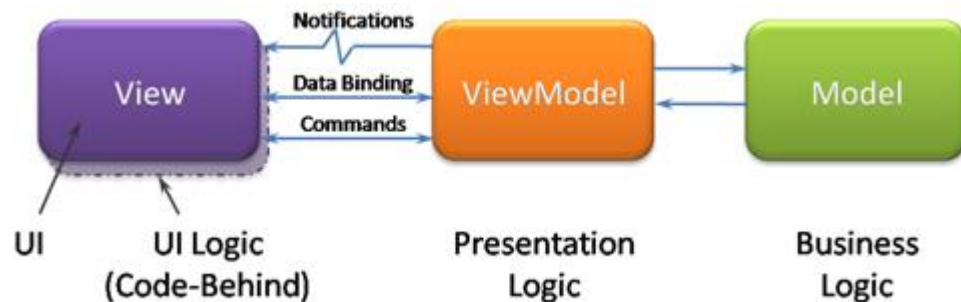 Notifications
View
Data Binding
ViewModel
Model
Commands
UI
UI Logic
(Code-Behind)
Presentation
Logic
Business
Logic